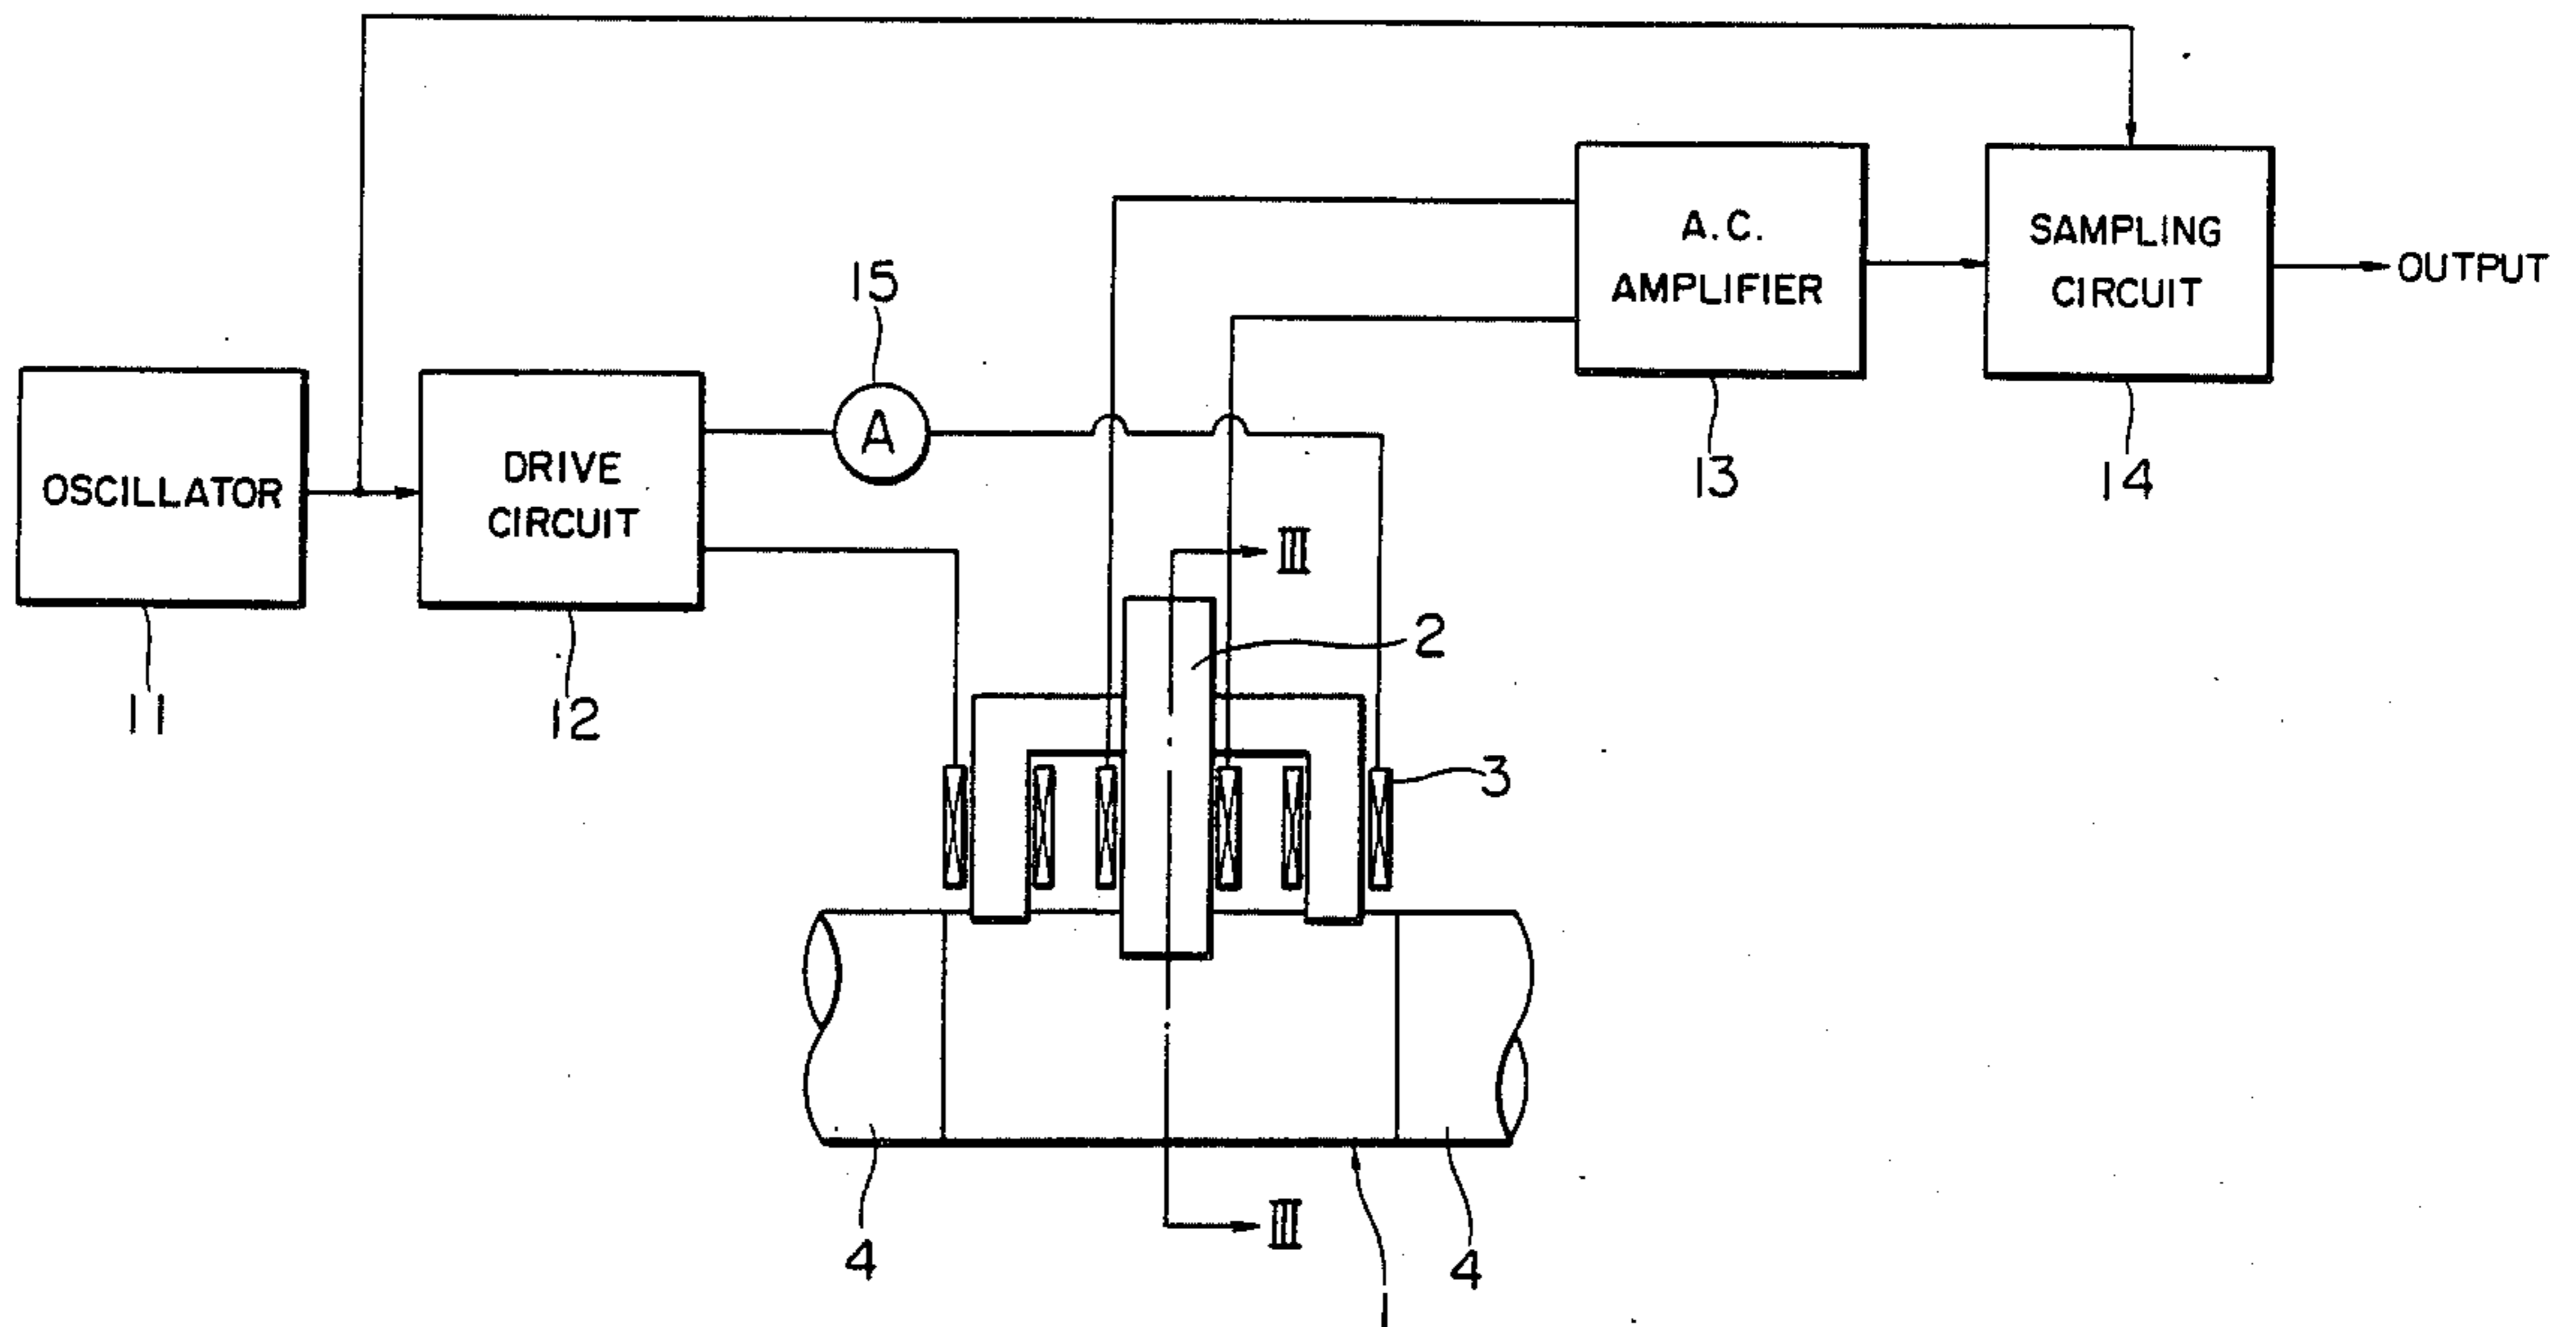 A.C.
AMPLIFIER
SAMPLING
CIRCUIT
OUTPUT
15
OSCILLATOR
DRIVE
CIRCUIT
A
13
14
III
2
11
12
3
III
4
4
1